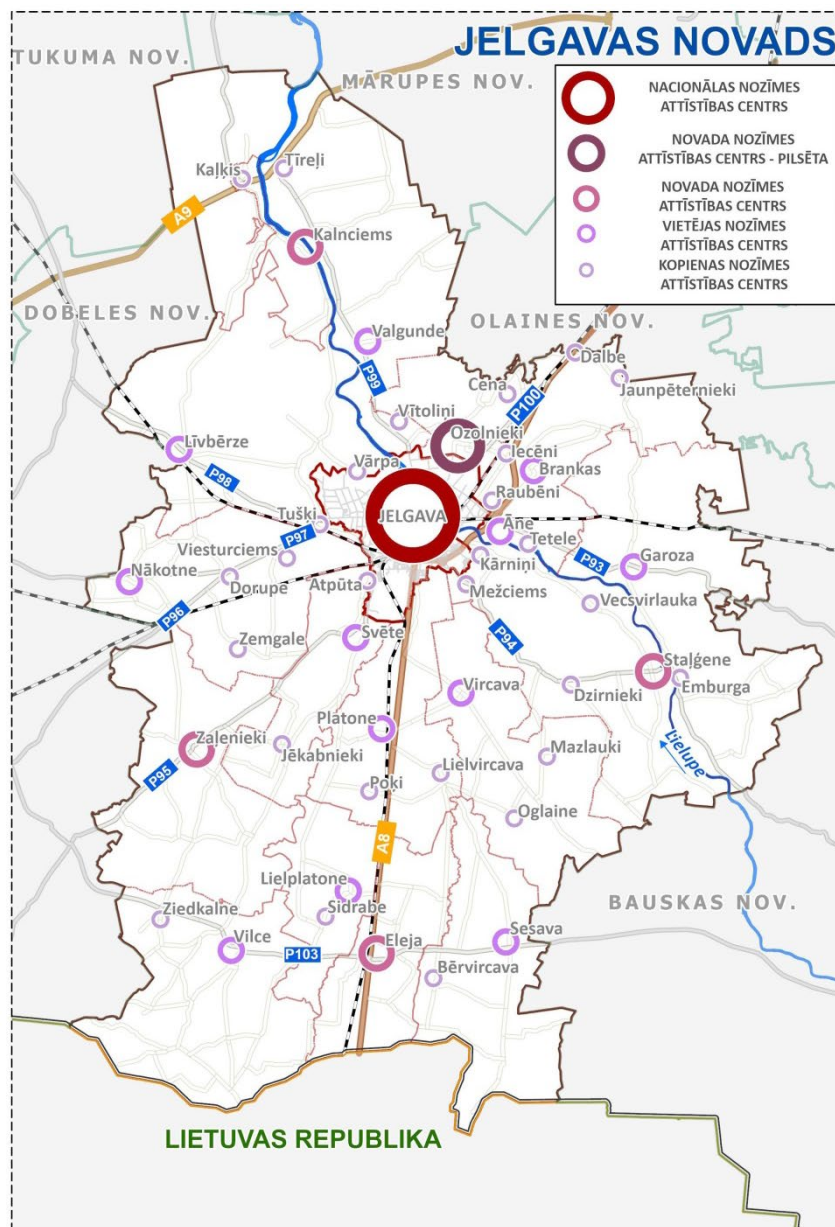 JELGAVAS NOVADS
TUKUMA NOV.
MĀRUPES NOV.
NACIONĀLAS NOZĪMES
ATTĪSTĪBAS CENTRS
NOVADA NOZĪMES
ATTĪSTĪBAS CENTRS - PILSĒTA
NOVADA NOZĪMES
ATTĪSTĪBAS CENTRS
VIETĒJAS NOZĪMES
ATTĪSTĪBAS CENTRS
KOPIENAS NOZĪMES
ATTĪSTĪBAS CENTRS
Kaļķis
Tīreļi
A9
Kalnciems
DOBELES NOV.
OLAINES NOV.
Valgunde
Dalbe
P99
Cena
Jaunpēternieki
P100
Vītoliņi
Ozolnieki
Līvbērze
Iecēni
Brankas
Vārpa
P98
Raubēni
JELGAVA
Tušķi
Āne
Tetele
P97
Viesturciems
Kārniņi
P93
Garoza
Nākotne
Dorupe
Atpūta
Mežciems
Vecsvirlauka
P96
Svēte
P94
Zemgale
Staļģene
Emburga
Dzirnieki
Vircava
Platone
Zaļenieki
Jēkabnieki
Mazlauki
Lielupe
P95
Lielvircava
Poķi
Oglaine
A8
Lielplatone
BAUSKAS NOV.
Ziedkalne
Sidrabe
Vilce
Eleja
Sesava
P103
Bērvircava
LIETUVAS REPUBLIKA